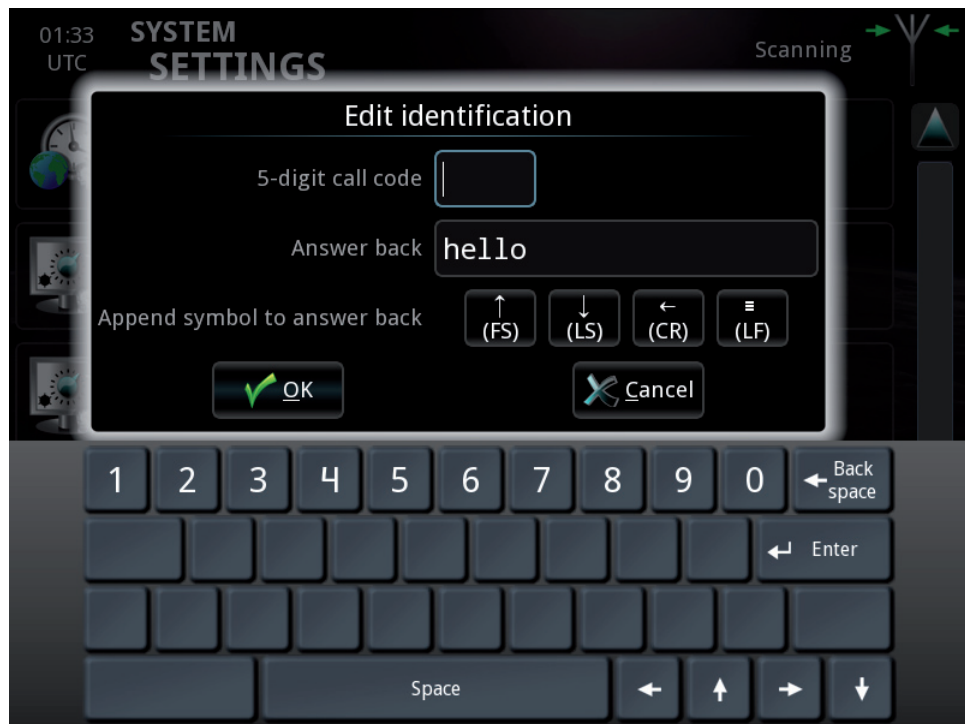 01:33 SYSTEM
UTC SETTINGS
Scanning
Edit identification
5-digit call code
Answer back hello
Append symbol to answer back ↑ (FS) ↓ (LS) ← (CR) ≡ (LF)
OK Cancel
1 2 3 4 5 6 7 8 9 0 ← Back space
↵ Enter
Space ← ↑ → ↓